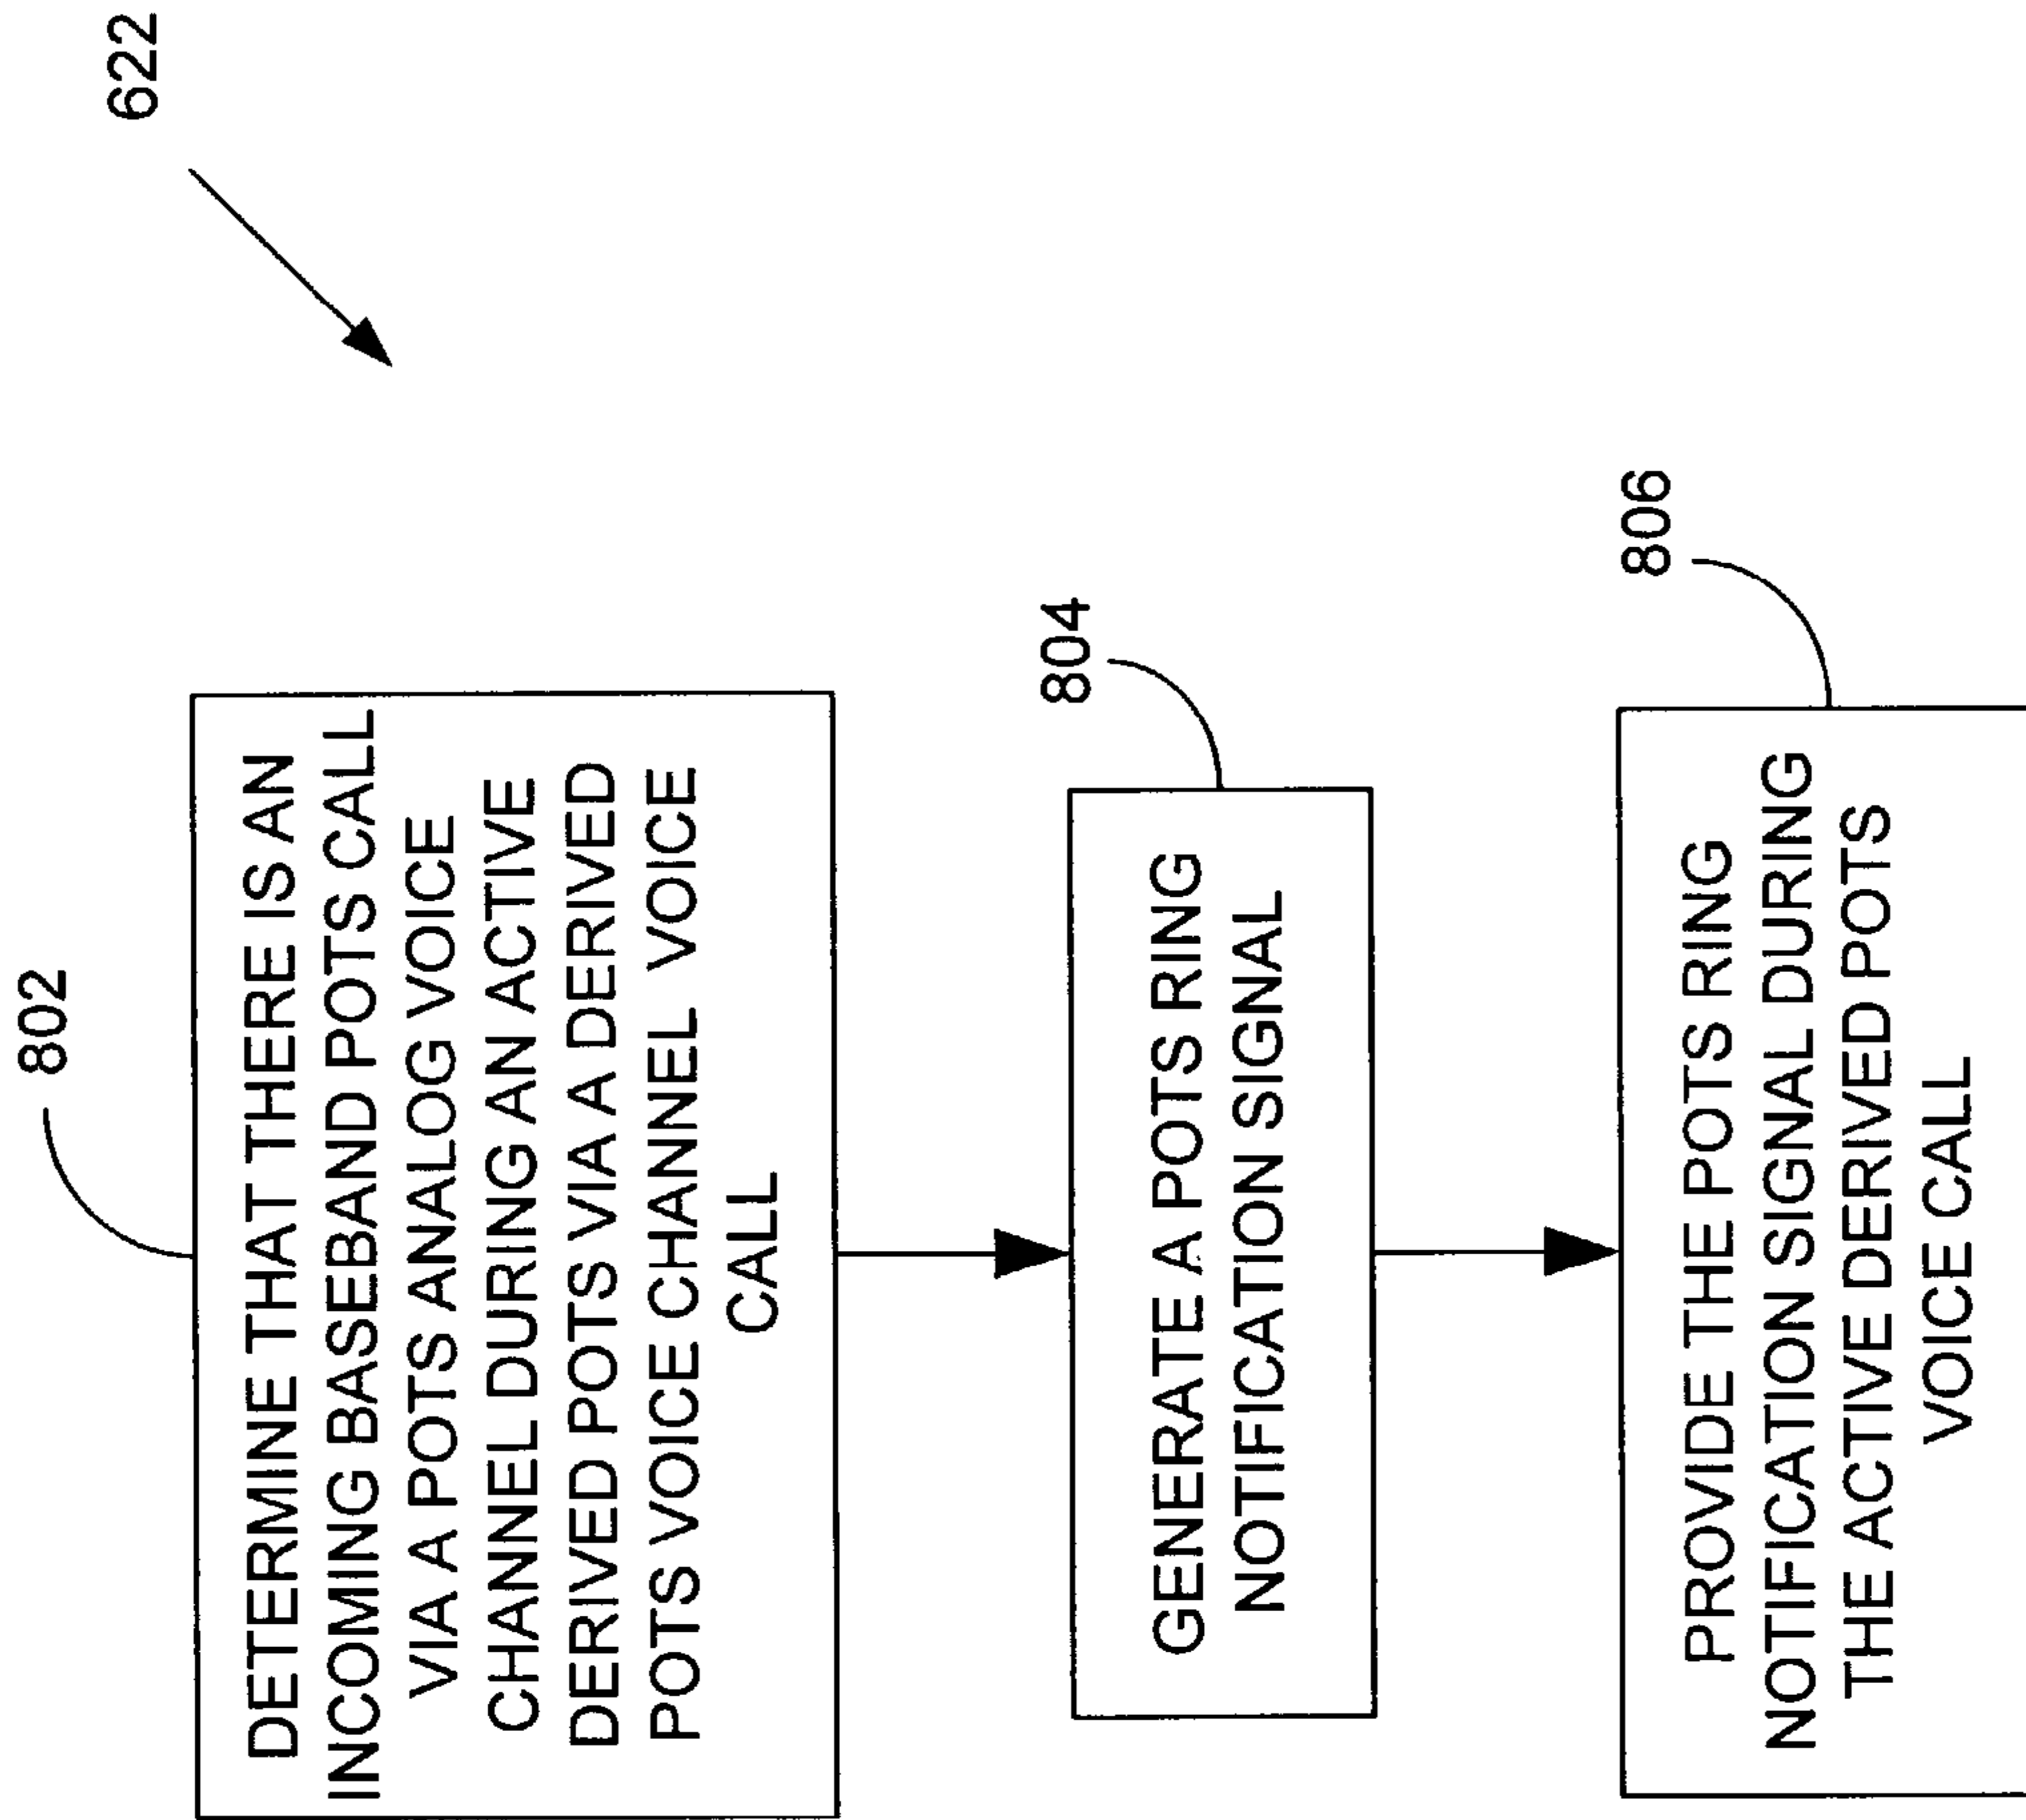 622
802
DETERMINE THAT THERE IS AN
INCOMING BASEBAND POTS CALL
VIA A POTS ANALOG VOICE
CHANNEL DURING AN ACTIVE
DERIVED POTS VIA A DERIVED
POTS VOICE CHANNEL VOICE
CALL
804
GENERATE A POTS RING
NOTIFICATION SIGNAL
806
PROVIDE THE POTS RING
NOTIFICATION SIGNAL DURING
THE ACTIVE DERIVED POTS
VOICE CALL